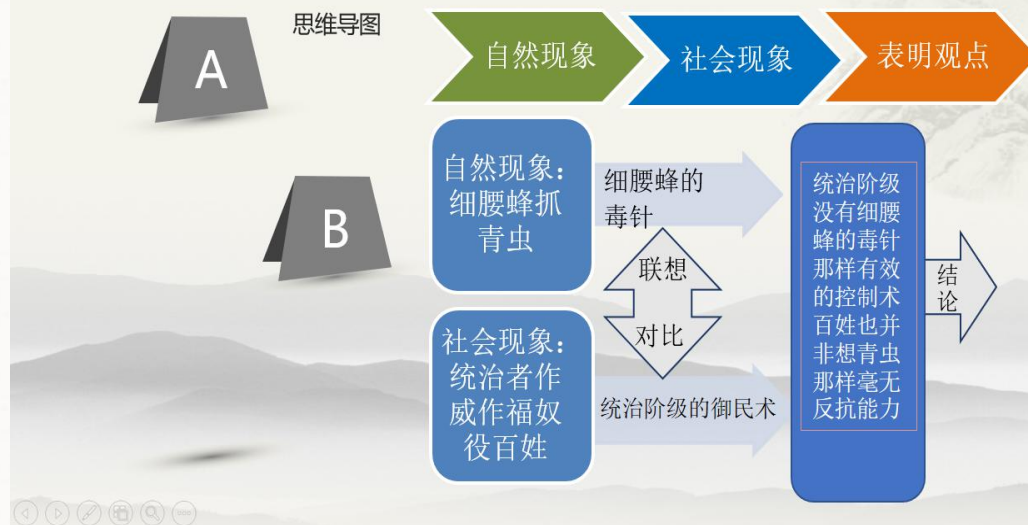 思维导图
A
B
自然现象
社会现象
表明观点
自然现象：
细腰蜂抓
青虫
细腰蜂的
毒针
联想
对比
社会现象：
统治者作
威作福奴
役百姓
统治阶级的御民术
统治阶级
没有细腰
蜂的毒针
那样有效
的控制术
百姓也并
非想青虫
那样毫无
反抗能力
结
论